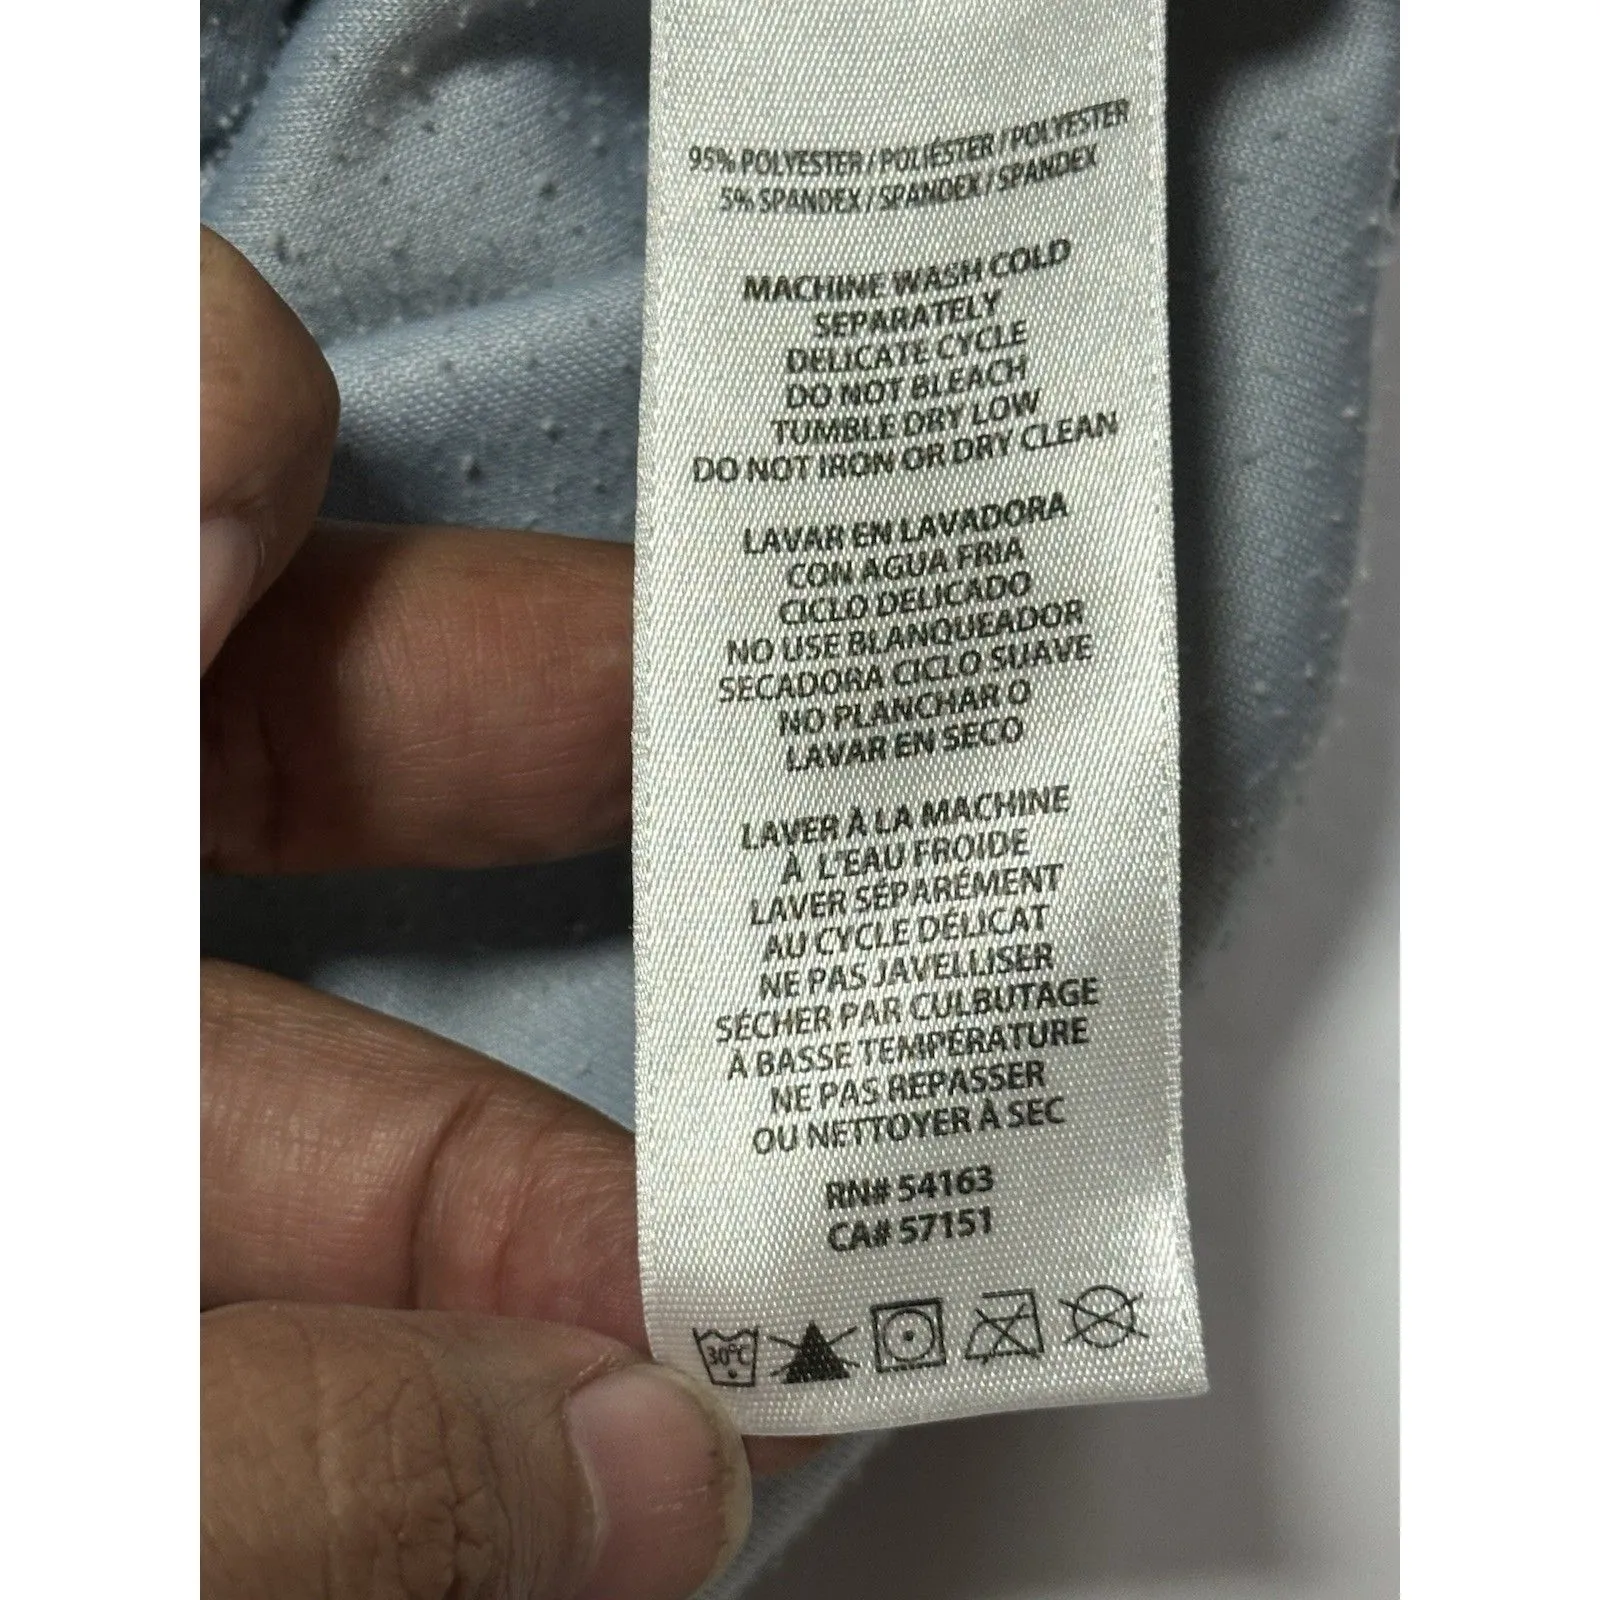 95% POLYESTER / POLIÉSTER / POLYESTER
5% SPANDEX / SPANDEX / SPANDEX
MACHINE WASH COLD
SEPARATELY
DELICATE CYCLE
DO NOT BLEACH
TUMBLE DRY LOW
DO NOT IRON OR DRY CLEAN
LAVAR EN LAVADORA
CON AGUA FRIA
CICLO DELICADO
NO USE BLANQUEADOR
SECADORA CICLO SUAVE
NO PLANCHAR O
LAVAR EN SECO
LAVER À LA MACHINE
À L'EAU FROIDE
LAVER SÉPARÉMENT
AU CYCLE DÉLICAT
NE PAS JAVELLISER
SÉCHER PAR CULBUTAGE
À BASSE TEMPÉRATURE
NE PAS REPASSER
OU NETTOYER À SEC
RN# 54163
CA# 57151
30°C